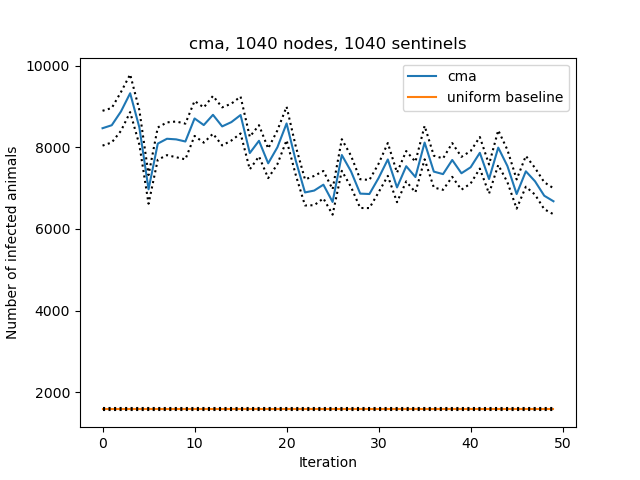 cma, 1040 nodes, 1040 sentinels
cma
uniform baseline
Number of infected animals
10000
8000
6000
4000
2000
0 10 20 30 40 50
Iteration